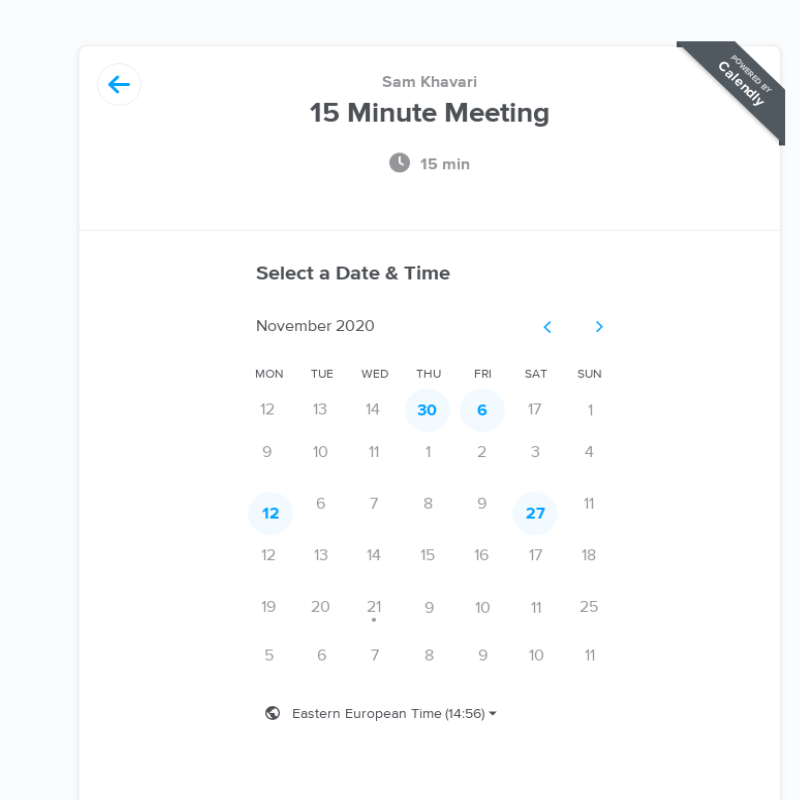 POWERED BY
Calendly
Sam Khavari
15 Minute Meeting
15 min
Select a Date & Time
November 2020
MON TUE WED THU FRI SAT SUN
12 13 14 30 6 17 1
9 10 11 1 2 3 4
12 6 7 8 9 27 11
12 13 14 15 16 17 18
19 20 21 9 10 11 25
5 6 7 8 9 10 11
Eastern European Time (14:56)